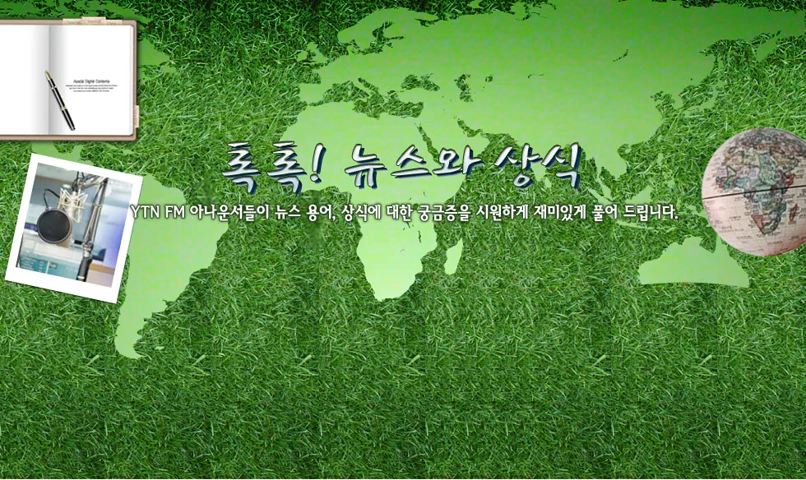 톡톡! 뉴스와 상식
YTN FM 아나운서들이 뉴스 용어, 상식에 대한 궁금증을 시원하게 재미있게 풀어 드립니다.